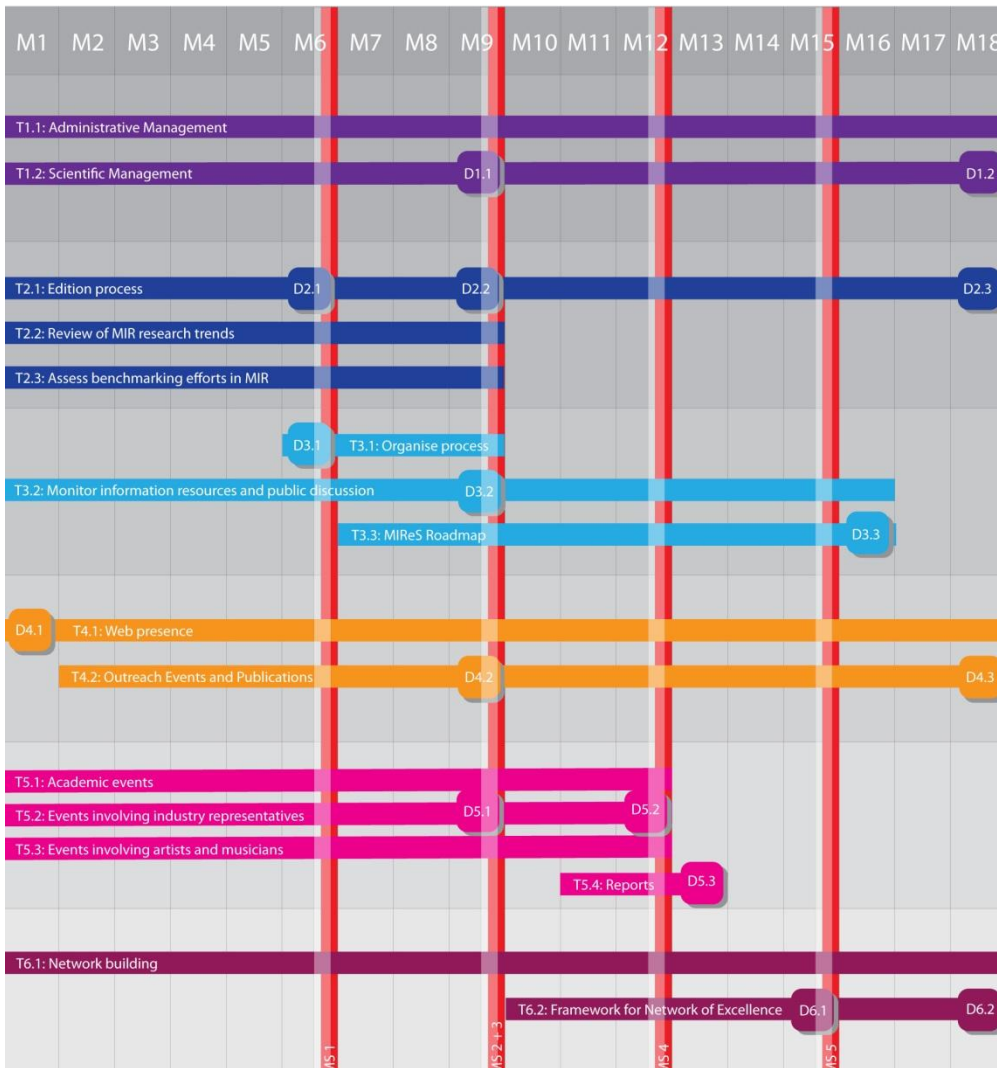 M1 M2 M3 M4 M5 M6 M7 M8 M9 M10 M11 M12 M13 M14 M15 M16 M17 M18
T1.1: Administrative Management
T1.2: Scientific Management D1.1 D1.2
T2.1: Edition process D2.1 D2.2 D2.3
T2.2: Review of MIR research trends
T2.3: Assess benchmarking efforts in MIR
D3.1 T3.1: Organise process
T3.2: Monitor information resources and public discussion D3.2
T3.3: MIReS Roadmap D3.3
D4.1 T4.1: Web presence
T4.2: Outreach Events and Publications D4.2 D4.3
T5.1: Academic events
T5.2: Events involving industry representatives D5.1 D5.2
T5.3: Events involving artists and musicians
T5.4: Reports D5.3
T6.1: Network building
T6.2: Framework for Network of Excellence D6.1 D6.2
MS 1 MS 2 + 3 MS 4 MS 5